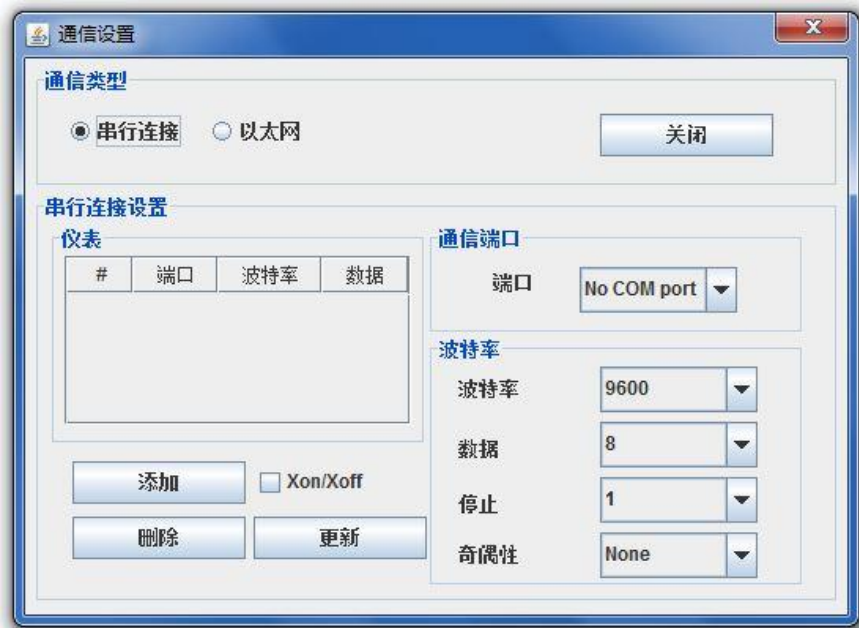 通信设置
通信类型
串行连接 以太网 关闭
串行连接设置
仪表 通信端口
# 端口 波特率 数据
端口 No COM port
波特率
波特率 9600
数据 8
添加 Xon/Xoff
停止 1
删除 更新
奇偶性 None